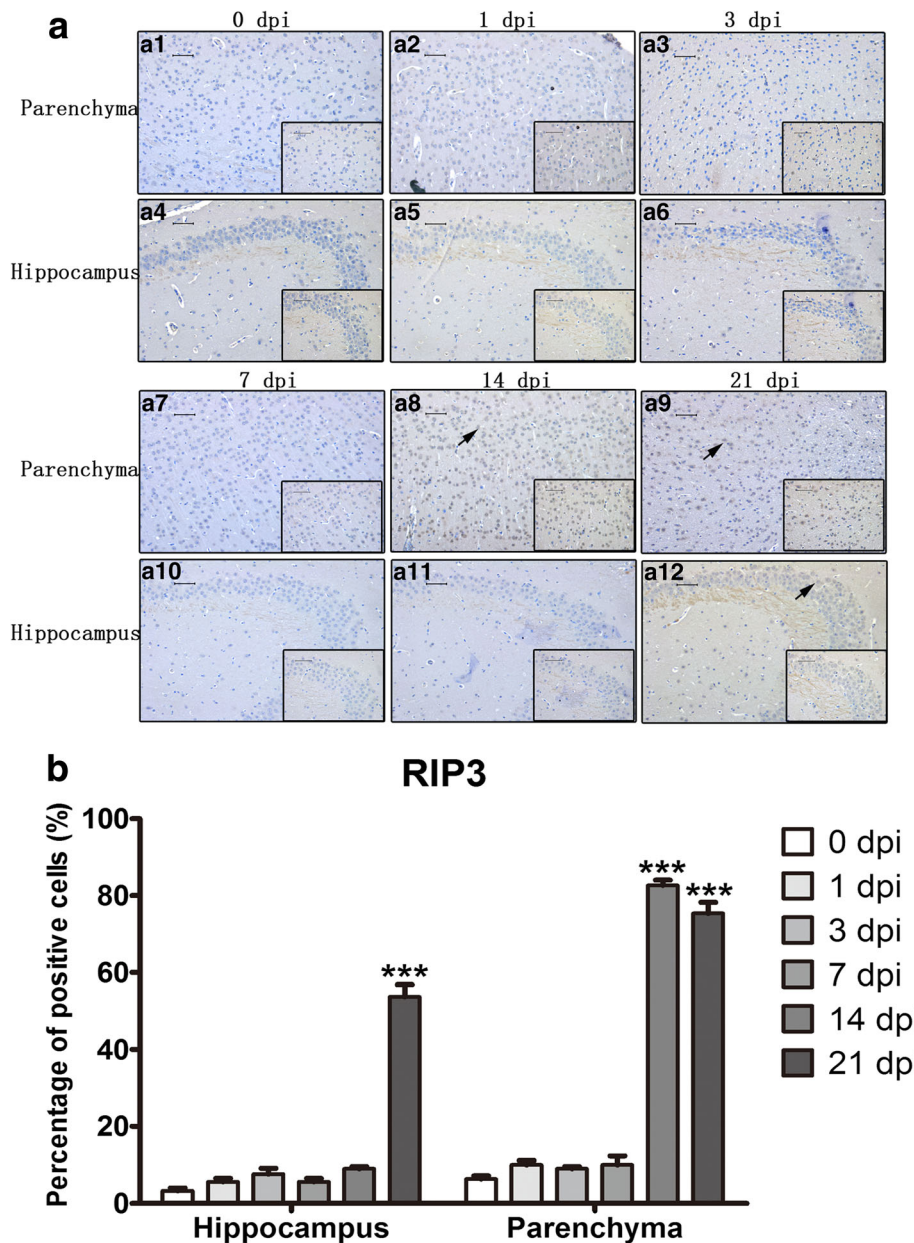 a
0 dpi 1 dpi 3 dpi
Parenchyma
a1 a2 a3
Hippocampus
a4 a5 a6
7 dpi 14 dpi 21 dpi
Parenchyma
a7 a8 a9
Hippocampus
a10 a11 a12
b
RIP3
Percentage of positive cells (%)
100
80
60
40
20
0
***
*** ***
Hippocampus Parenchyma
0 dpi
1 dpi
3 dpi
7 dpi
14 dp
21 dp